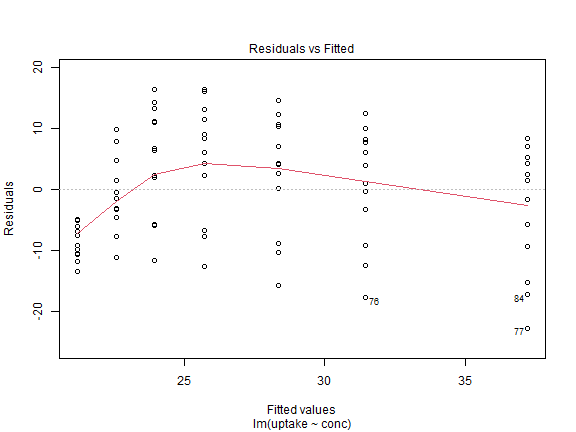 Residuals vs Fitted
20
10
0
-10
-20
Residuals
76
84
77
25
30
35
Fitted values
lm(uptake ~ conc)